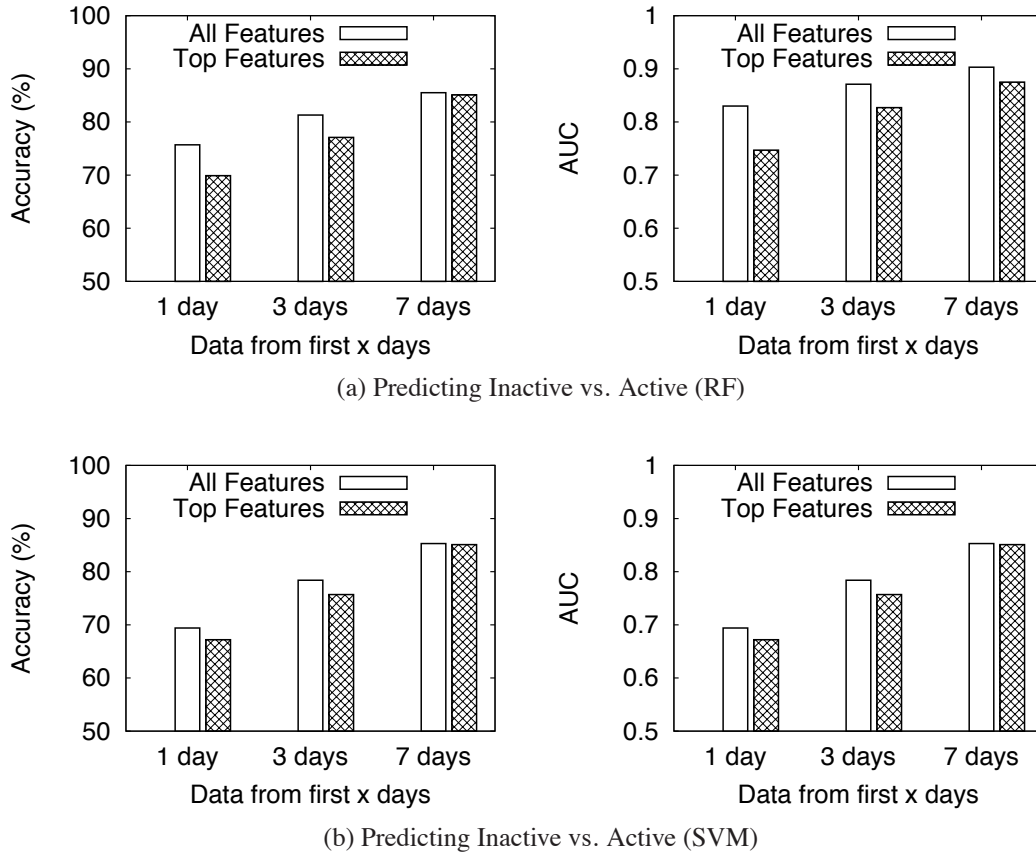 100
90
80
70
60
50
Accuracy (%)
All Features
Top Features
1 day 3 days 7 days
Data from first x days
1
0.9
0.8
0.7
0.6
0.5
AUC
All Features
Top Features
1 day 3 days 7 days
Data from first x days
(a) Predicting Inactive vs. Active (RF)
100
90
80
70
60
50
Accuracy (%)
All Features
Top Features
1 day 3 days 7 days
Data from first x days
1
0.9
0.8
0.7
0.6
0.5
AUC
All Features
Top Features
1 day 3 days 7 days
Data from first x days
(b) Predicting Inactive vs. Active (SVM)